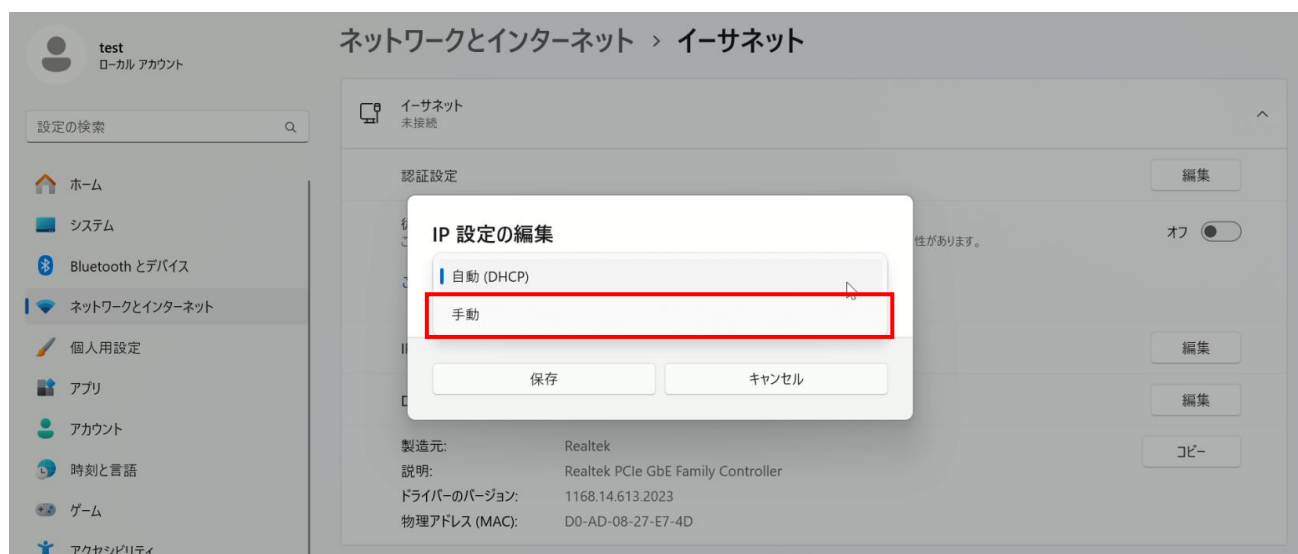 test
ローカル アカウント
設定の検索
ホーム
システム
Bluetooth とデバイス
ネットワークとインターネット
個人用設定
アプリ
アカウント
時刻と言語
ゲーム
アクセシビリティ
ネットワークとインターネット > イーサネット
イーサネット
未接続
認証設定
編集
性があります。
オフ
IP 設定の編集
自動 (DHCP)
手動
保存
キャンセル
編集
編集
製造元: Realtek
コピー
説明: Realtek PCIe GbE Family Controller
ドライバーのバージョン: 1168.14.613.2023
物理アドレス (MAC): D0-AD-08-27-E7-4D